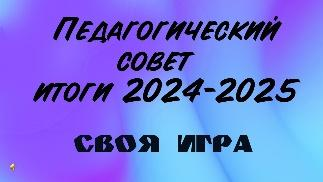 Педагогический
совет
итоги 2024-2025
СВОЯ ИГРА